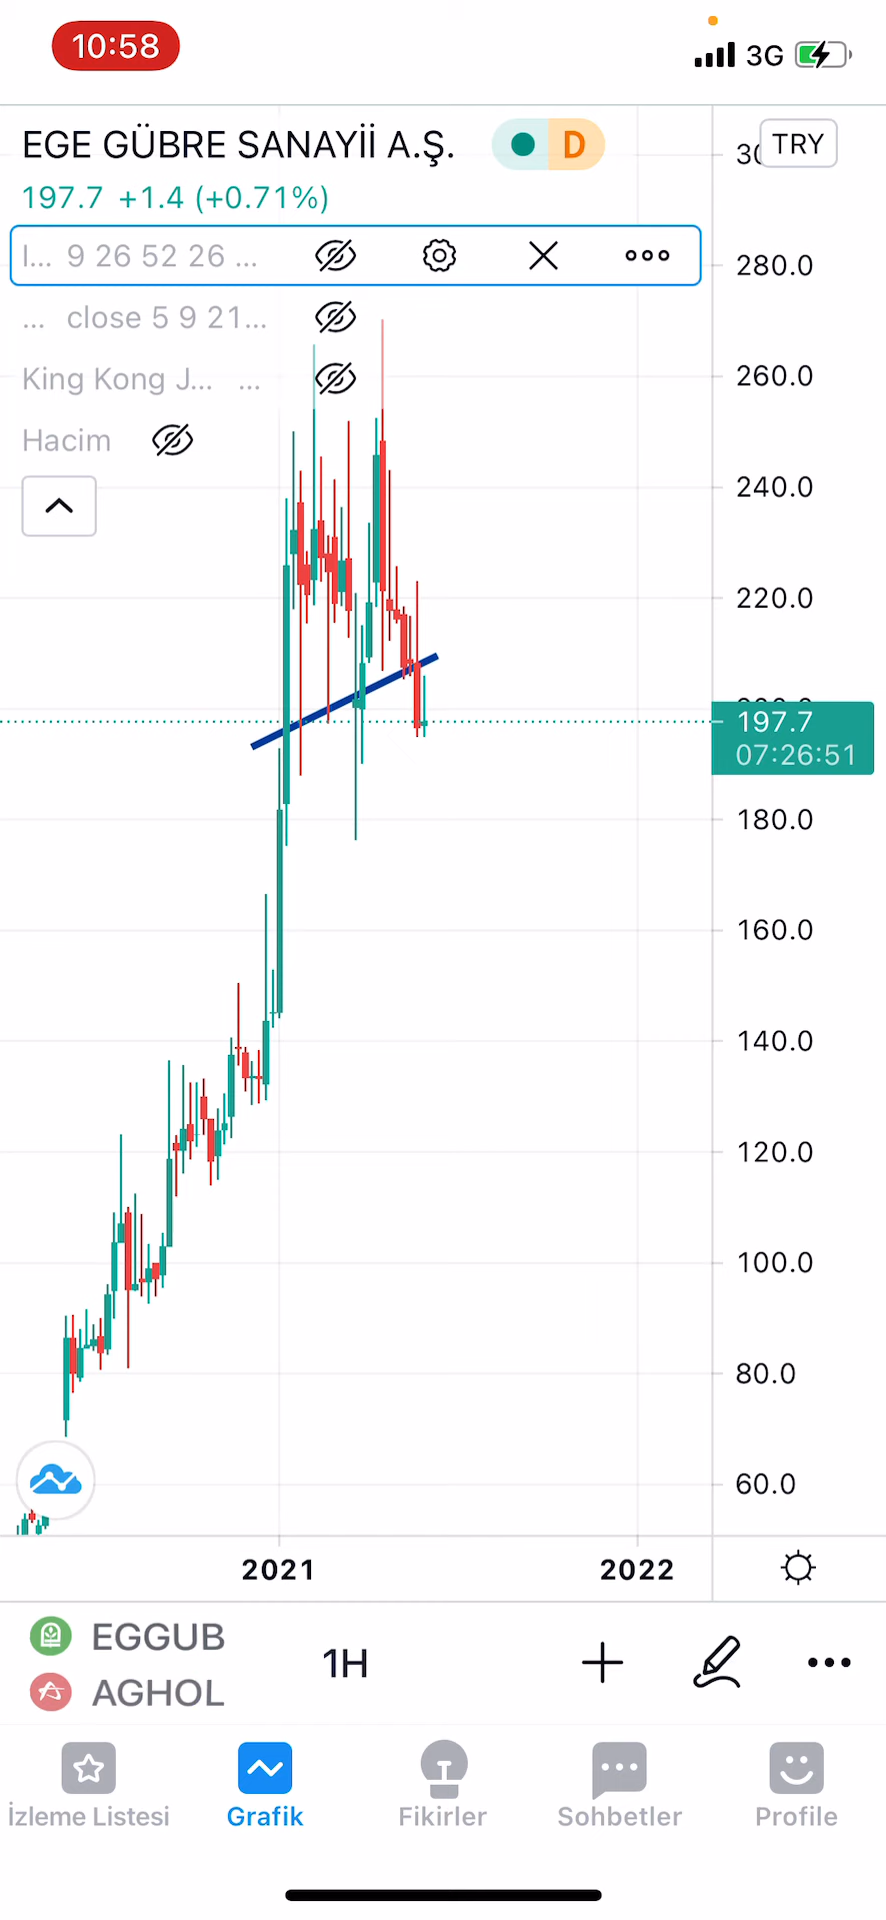 10:58
3G
EGE GÜBRE SANAYİİ A.Ş.
D
TRY
197.7 +1.4 (+0.71%)
I... 9 26 52 26 ...
... close 5 9 21...
King Kong J... ...
Hacim
280.0
260.0
240.0
220.0
197.7
07:26:51
180.0
160.0
140.0
120.0
100.0
80.0
60.0
2021
2022
EGGUB
AGHOL
1H
İzleme Listesi
Grafik
Fikirler
Sohbetler
Profile